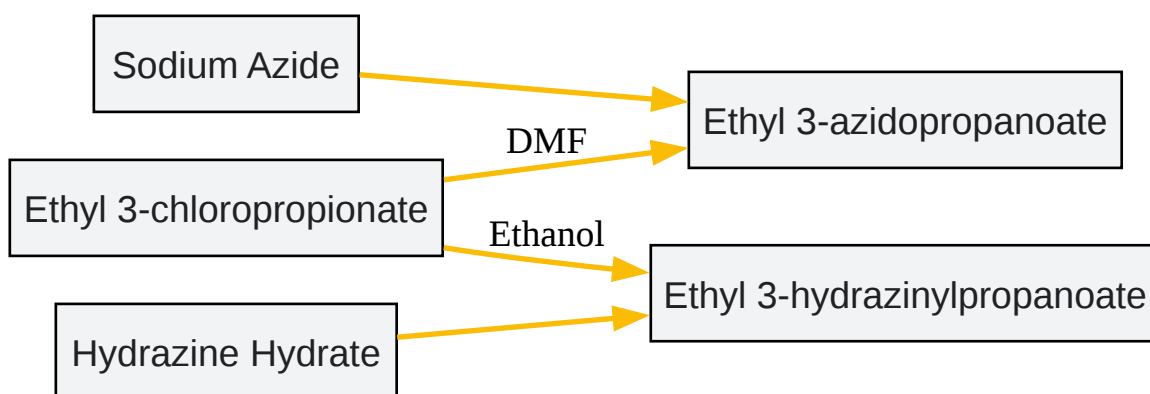 Sodium Azide
Ethyl 3-azidopropanoate
DMF
Ethyl 3-chloropropionate
Ethanol
Ethyl 3-hydrazinylpropanoate
Hydrazine Hydrate